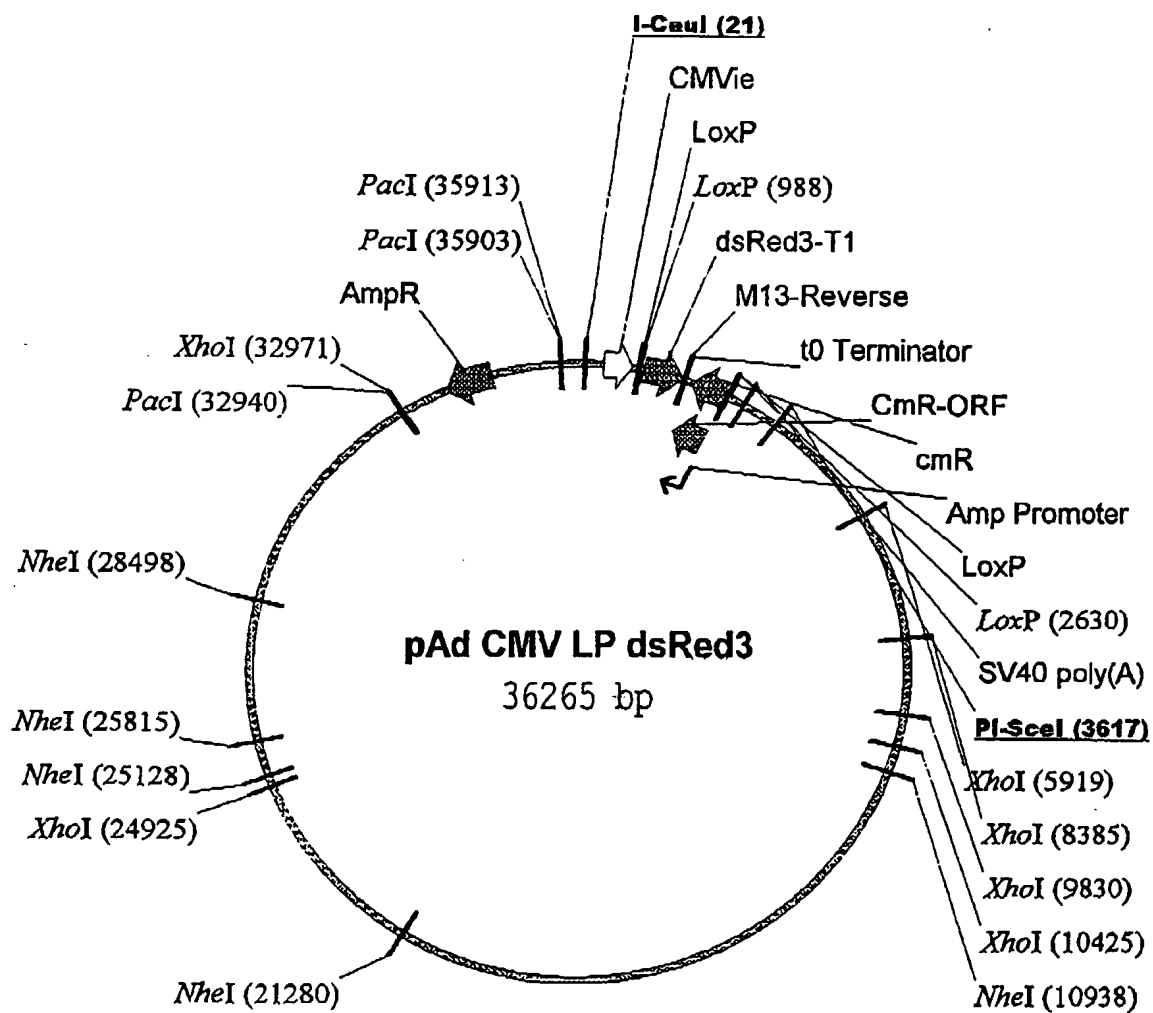 I-CeuI (21)
CMVie
LoxP
LoxP (988)
dsRed3-T1
M13-Reverse
t0 Terminator
CmR-ORF
cmR
Amp Promoter
LoxP
LoxP (2630)
SV40 poly(A)
PI-SceI (3617)
XhoI (5919)
XhoI (8385)
XhoI (9830)
XhoI (10425)
NheI (10938)
NheI (21280)
XhoI (24925)
NheI (25128)
NheI (25815)
NheI (28498)
PacI (32940)
XhoI (32971)
AmpR
PacI (35903)
PacI (35913)
pAd CMV LP dsRed3
36265 bp